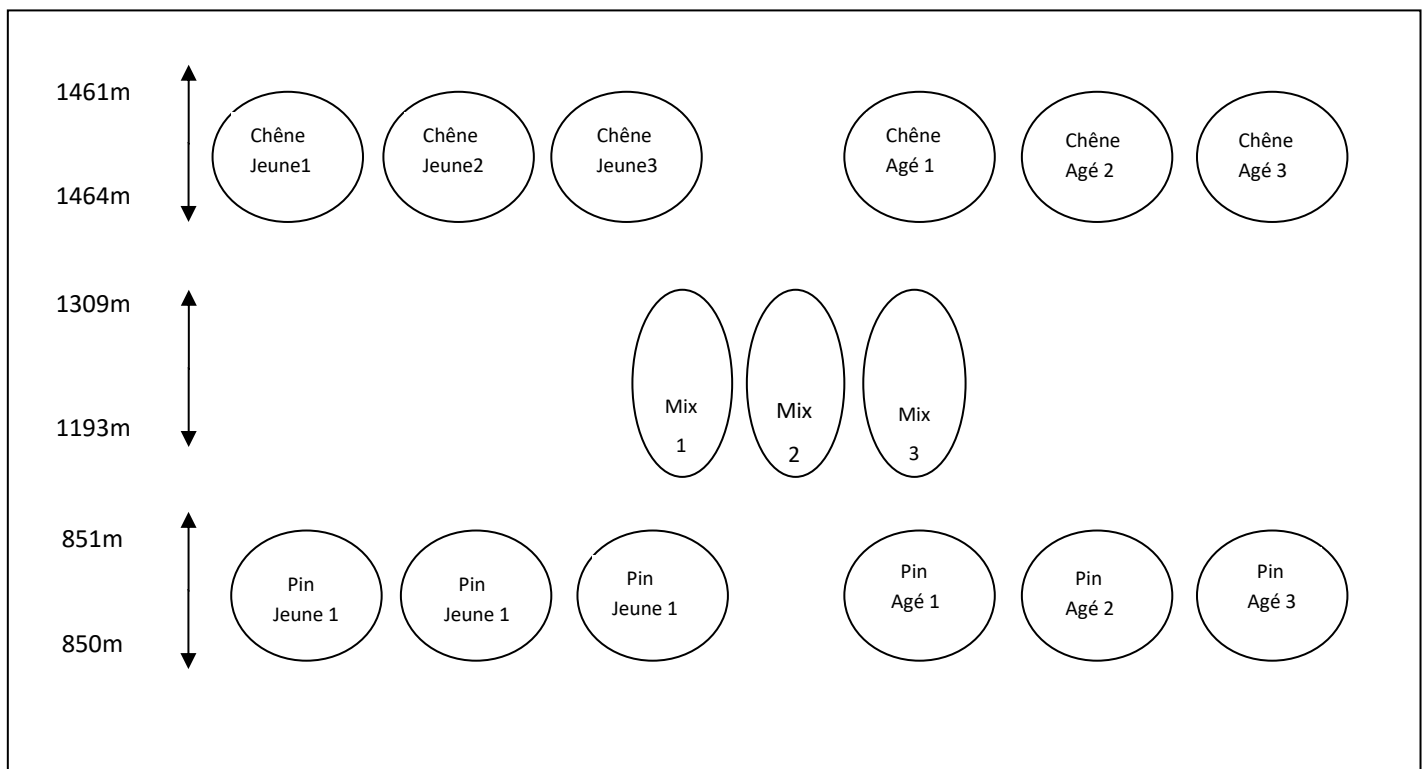 1461m
Chêne
Jeune1
Chêne
Jeune2
Chêne
Jeune3
Chêne
Agé 1
Chêne
Agé 2
Chêne
Agé 3
1464m
1309m
1193m
Mix
1
Mix
2
Mix
3
851m
Pin
Jeune 1
Pin
Jeune 1
Pin
Jeune 1
Pin
Agé 1
Pin
Agé 2
Pin
Agé 3
850m